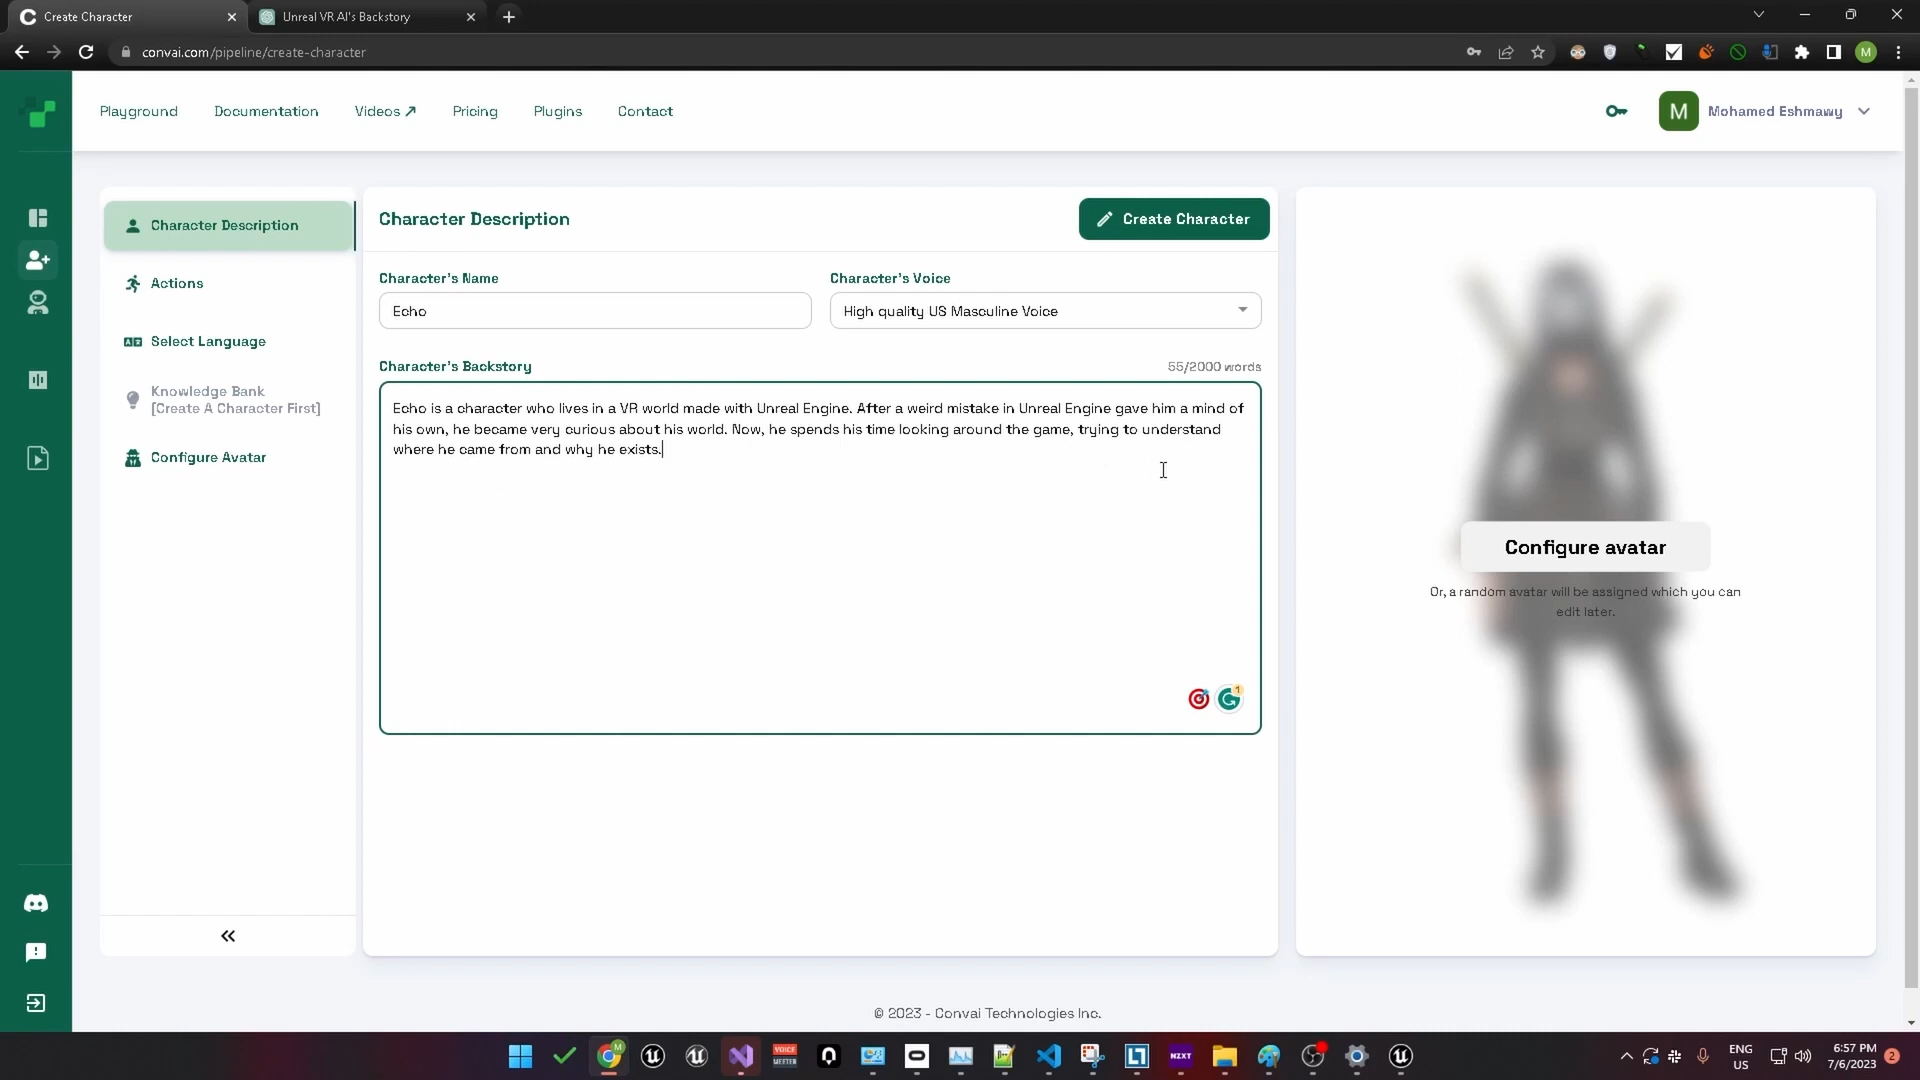 Create Character
Unreal VR AI's Backstory
convai.com/pipeline/create-character
M
Playground
Documentation
Videos ↗
Pricing
Plugins
Contact
M
Mohamed Eshmawy
Character Description
Actions
Select Language
Knowledge Bank
[Create A Character First]
Configure Avatar
Character Description
Create Character
Character's Name
Character's Voice
Echo
High quality US Masculine Voice
Character's Backstory
55/2000 words
Echo is a character who lives in a VR world made with Unreal Engine. After a weird mistake in Unreal Engine gave him a mind of
his own, he became very curious about his world. Now, he spends his time looking around the game, trying to understand
where he came from and why he exists.
1
Configure avatar
Or, a random avatar will be assigned which you can
edit later.
© 2023 - Convai Technologies Inc.
VOICE
MEETER
NZXT
ENG
US
6:57 PM
7/6/2023
2